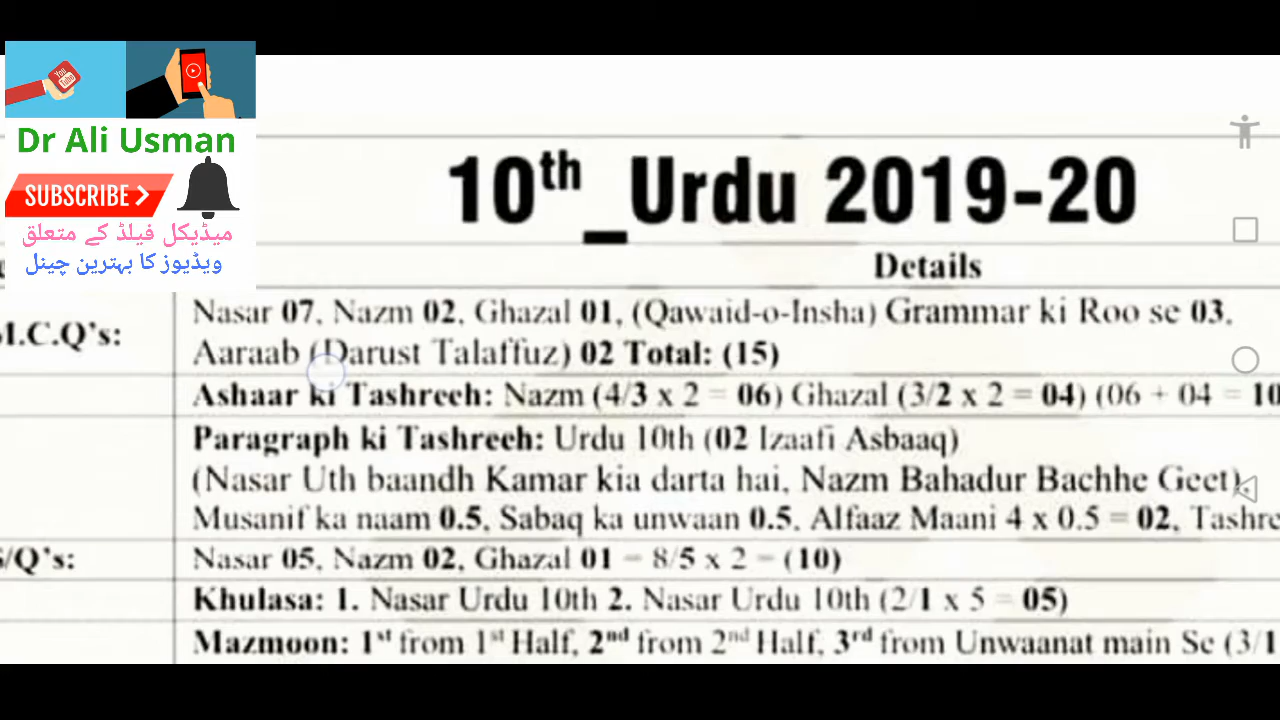 You Tube
Dr Ali Usman
SUBSCRIBE
میڈیکل فیلڈ کے متعلق
ویڈیوز کا بہترین چینل
10th_Urdu 2019-20
Details
M.C.Q's:
Nasar 07, Nazm 02, Ghazal 01, (Qawaid-o-Insha) Grammar ki Roo se 03,
Aaraab (Darust Talaffuz) 02 Total: (15)
Ashaar ki Tashreeh: Nazm (4/3 x 2 = 06) Ghazal (3/2 x 2 = 04) (06 + 04 = 10
Paragraph ki Tashreeh: Urdu 10th (02 Izaafi Asbaaq)
(Nasar Uth baandh Kamar kia darta hai, Nazm Bahadur Bachhe Geet)
Musanif ka naam 0.5, Sabaq ka unwaan 0.5, Alfaaz Maani 4 x 0.5 = 02, Tashre
S/Q's:
Nasar 05, Nazm 02, Ghazal 01 = 8/5 x 2 = (10)
Khulasa: 1. Nasar Urdu 10th 2. Nasar Urdu 10th (2/1 x 5 = 05)
Mazmoon: 1st from 1st Half, 2nd from 2nd Half, 3rd from Unwaanat main Se (3/1